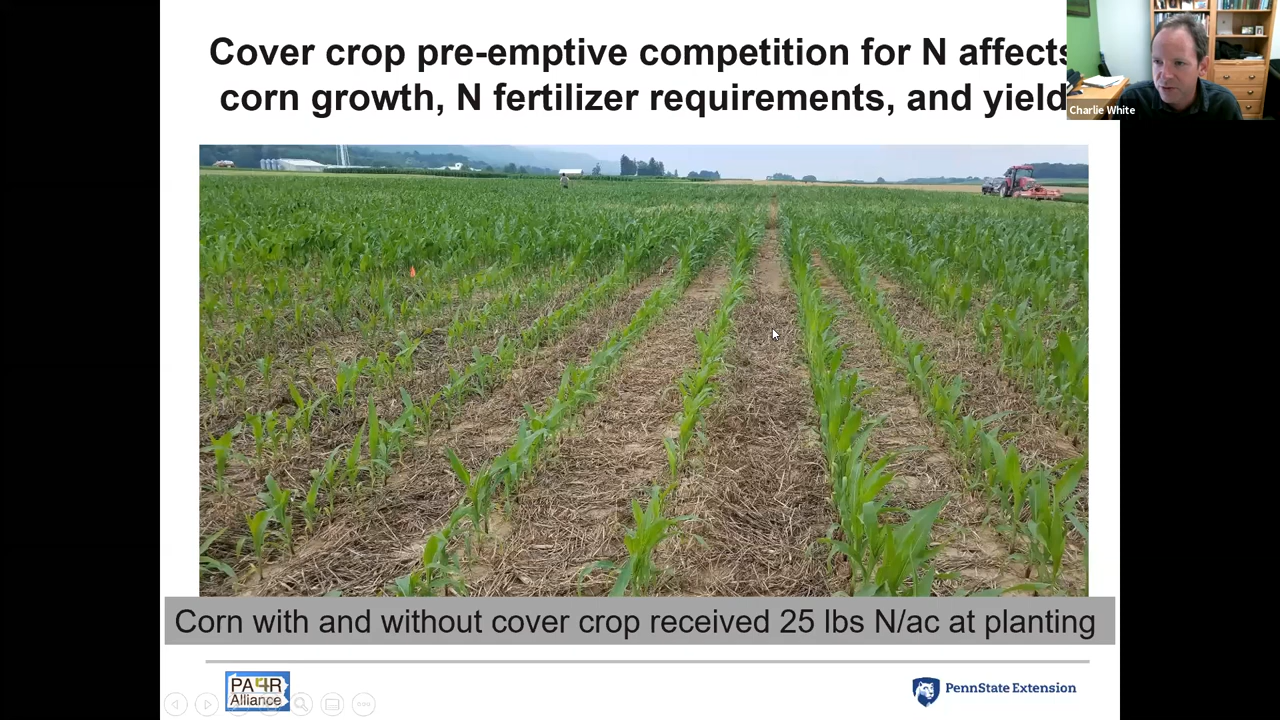 Cover crop pre-emptive competition for N affects
corn growth, N fertilizer requirements, and yield
Charlie White
Corn with and without cover crop received 25 lbs N/ac at planting
PA4R
Alliance
PennState Extension